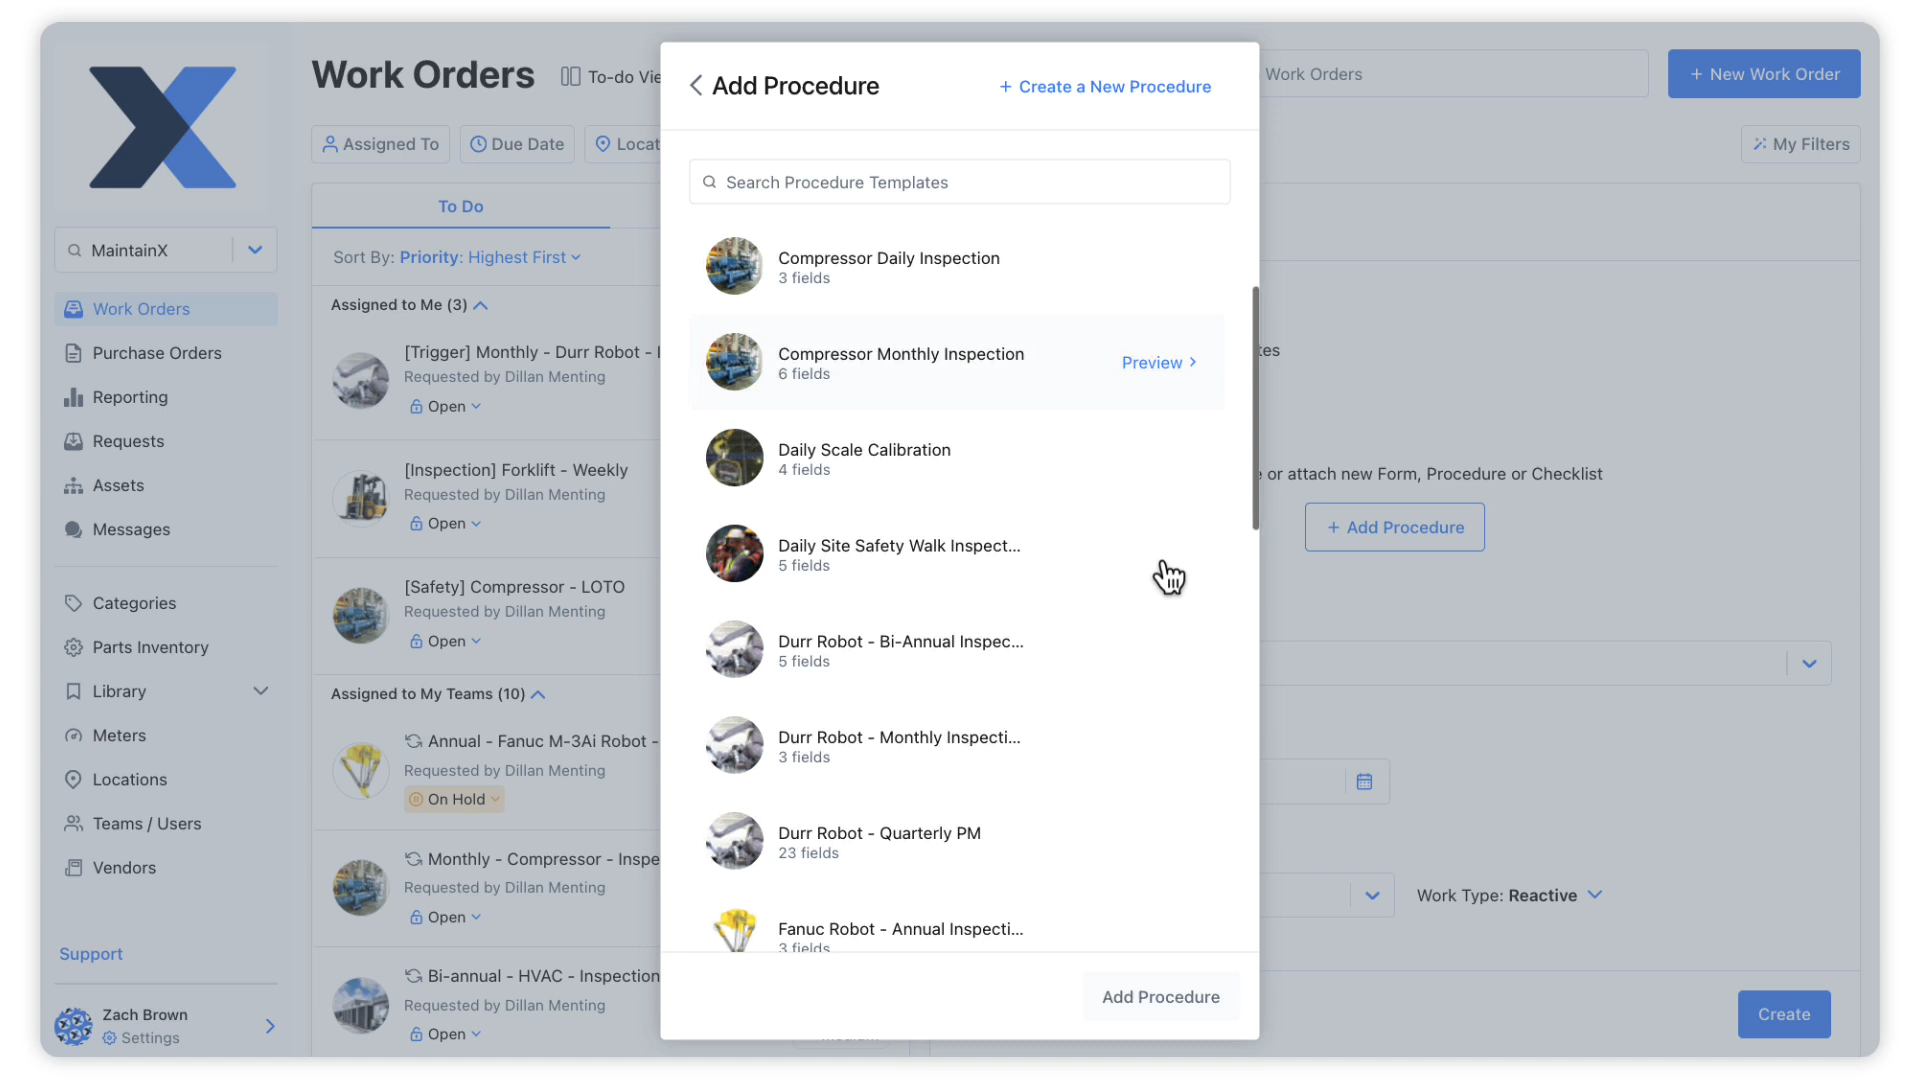 MaintainX
Work Orders
Purchase Orders
Reporting
Requests
Assets
Messages
Categories
Parts Inventory
Library
Meters
Locations
Teams / Users
Vendors
Support
Zach Brown
Settings
Work Orders
To-do Vie
Work Orders
+ New Work Order
Assigned To
Due Date
Locat
My Filters
To Do
Sort By: Priority: Highest First
Assigned to Me (3)
[Trigger] Monthly - Durr Robot -
Requested by Dillan Menting
Open
[Inspection] Forklift - Weekly
Requested by Dillan Menting
Open
[Safety] Compressor - LOTO
Requested by Dillan Menting
Open
Assigned to My Teams (10)
Annual - Fanuc M-3Ai Robot -
Requested by Dillan Menting
On Hold
Monthly - Compressor - Inspe
Requested by Dillan Menting
Open
Bi-annual - HVAC - Inspection
Requested by Dillan Menting
Open
Add Procedure
+ Create a New Procedure
Search Procedure Templates
Compressor Daily Inspection
3 fields
Compressor Monthly Inspection
6 fields
Preview
Daily Scale Calibration
4 fields
Daily Site Safety Walk Inspect...
5 fields
Durr Robot - Bi-Annual Inspec...
5 fields
Durr Robot - Monthly Inspecti...
3 fields
Durr Robot - Quarterly PM
23 fields
Fanuc Robot - Annual Inspecti...
3 fields
Add Procedure
tes
or attach new Form, Procedure or Checklist
+ Add Procedure
Work Type: Reactive
Create